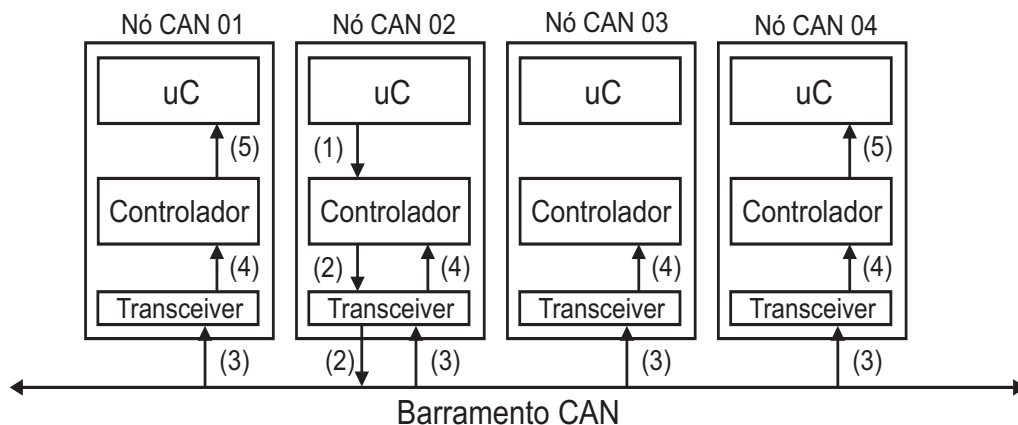 Nó CAN 01 Nó CAN 02 Nó CAN 03 Nó CAN 04
uC uC uC uC
(5) (1) (5)
Controlador Controlador Controlador Controlador
(4) (2) (4) (4) (4)
Transceiver Transceiver Transceiver Transceiver
(3) (2) (3) (3) (3)
Barramento CAN